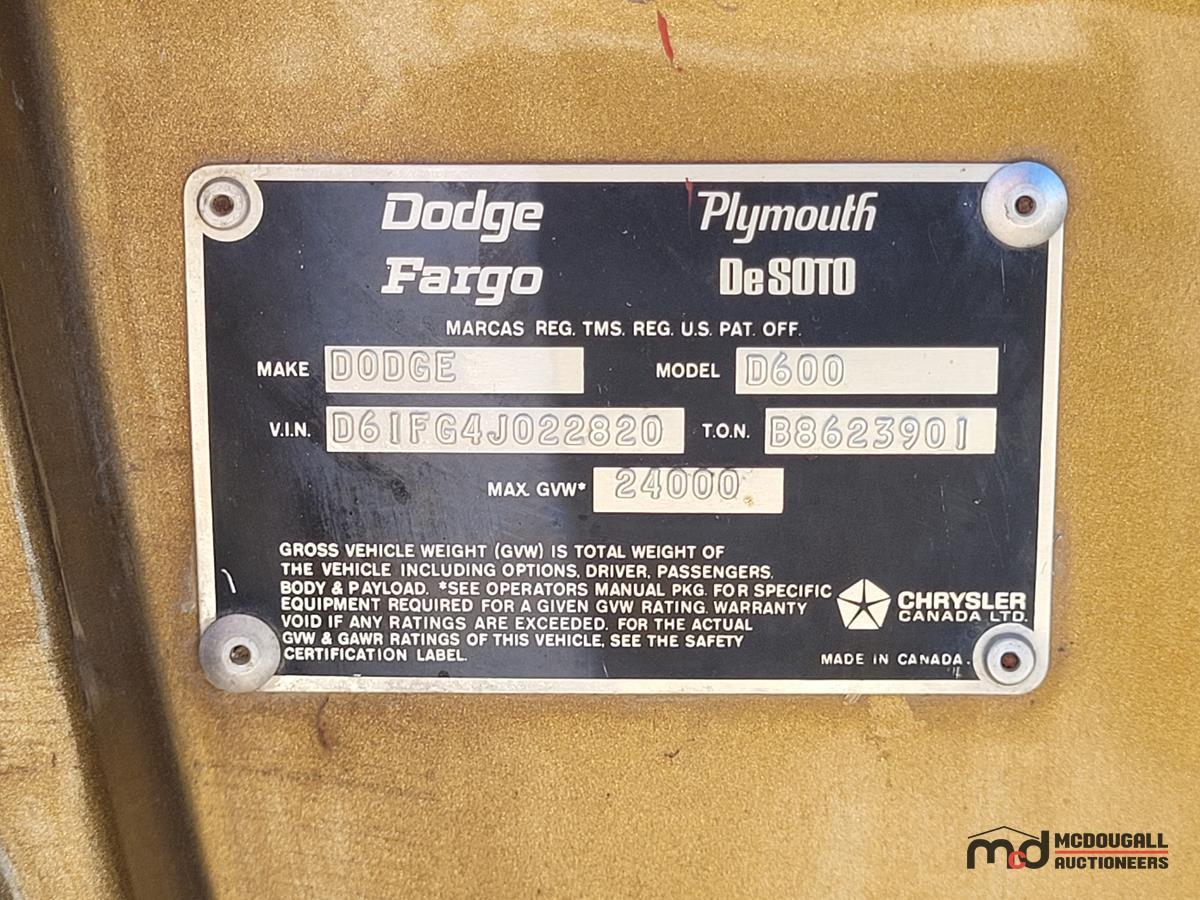 Dodge Plymouth
Fargo DeSOTO
MARCAS REG. TMS. REG. U.S. PAT. OFF.
MAKE DODGE MODEL D600
V.I.N. D61FG4J022820 T.O.N. B8623901
MAX. GVW* 24000
GROSS VEHICLE WEIGHT (GVW) IS TOTAL WEIGHT OF
THE VEHICLE INCLUDING OPTIONS, DRIVER, PASSENGERS,
BODY & PAYLOAD. *SEE OPERATORS MANUAL PKG. FOR SPECIFIC
EQUIPMENT REQUIRED FOR A GIVEN GVW RATING. WARRANTY
VOID IF ANY RATINGS ARE EXCEEDED. FOR THE ACTUAL
GVW & GAWR RATINGS OF THIS VEHICLE, SEE THE SAFETY
CERTIFICATION LABEL.
CHRYSLER
CANADA LTD.
MADE IN CANADA.
mcd MCDOUGALL
AUCTIONEERS